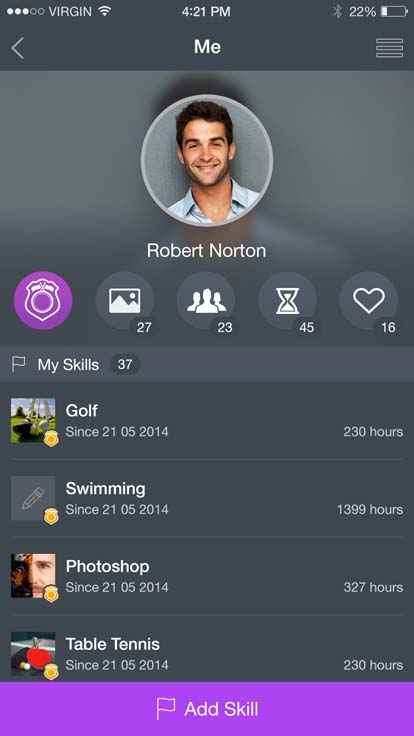 VIRGIN 4:21 PM 22%
Me
Robert Norton
27 23 45 16
My Skills 37
Golf
Since 21 05 2014 230 hours
Swimming
Since 21 05 2014 1399 hours
Photoshop
Since 21 05 2014 327 hours
Table Tennis
Since 21 05 2014 230 hours
Add Skill